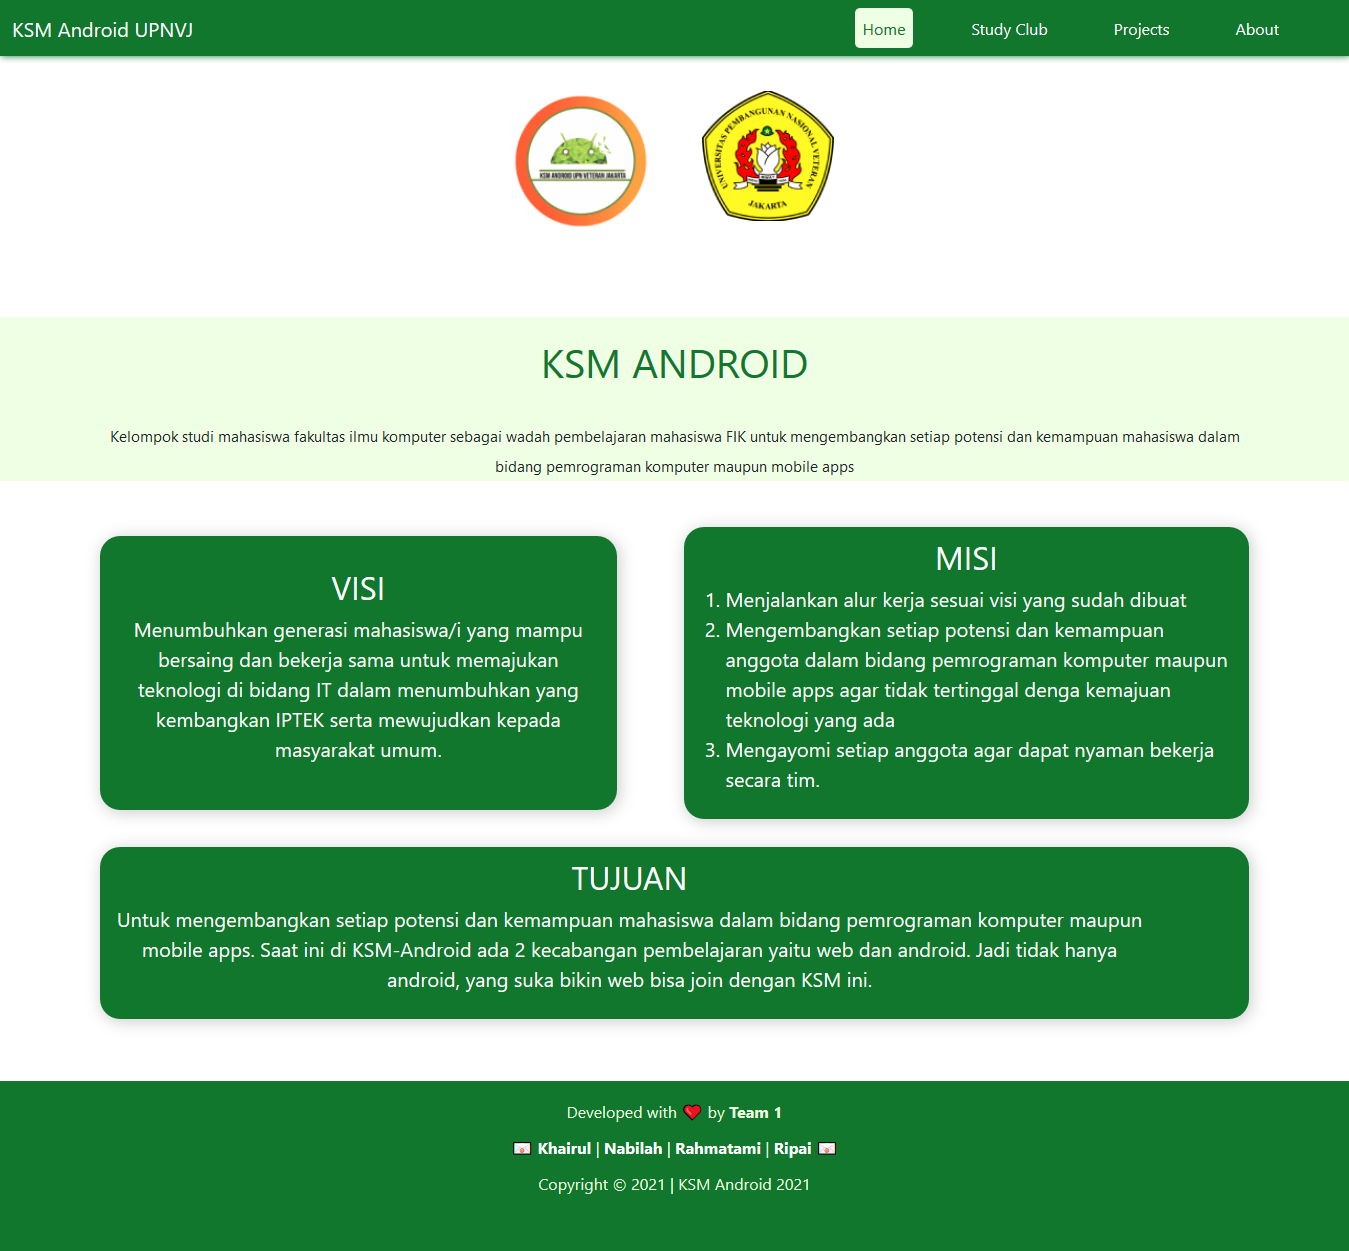 KSM Android UPNVJ
Home
Study Club
Projects
About
KSM ANDROID UPN VETERAN JAKARTA
UNIVERSITAS PEMBANGUNAN NASIONAL VETERAN
JAKARTA
KSM ANDROID
Kelompok studi mahasiswa fakultas ilmu komputer sebagai wadah pembelajaran mahasiswa FIK untuk mengembangkan setiap potensi dan kemampuan mahasiswa dalam
bidang pemrograman komputer maupun mobile apps
VISI
Menumbuhkan generasi mahasiswa/i yang mampu
bersaing dan bekerja sama untuk memajukan
teknologi di bidang IT dalam menumbuhkan yang
kembangkan IPTEK serta mewujudkan kepada
masyarakat umum.
MISI
1. Menjalankan alur kerja sesuai visi yang sudah dibuat
2. Mengembangkan setiap potensi dan kemampuan
anggota dalam bidang pemrograman komputer maupun
mobile apps agar tidak tertinggal denga kemajuan
teknologi yang ada
3. Mengayomi setiap anggota agar dapat nyaman bekerja
secara tim.
TUJUAN
Untuk mengembangkan setiap potensi dan kemampuan mahasiswa dalam bidang pemrograman komputer maupun
mobile apps. Saat ini di KSM-Android ada 2 kecabangan pembelajaran yaitu web dan android. Jadi tidak hanya
android, yang suka bikin web bisa join dengan KSM ini.
Developed with ❤ by Team 1
Khairul | Nabilah | Rahmatami | Ripai
Copyright © 2021 | KSM Android 2021